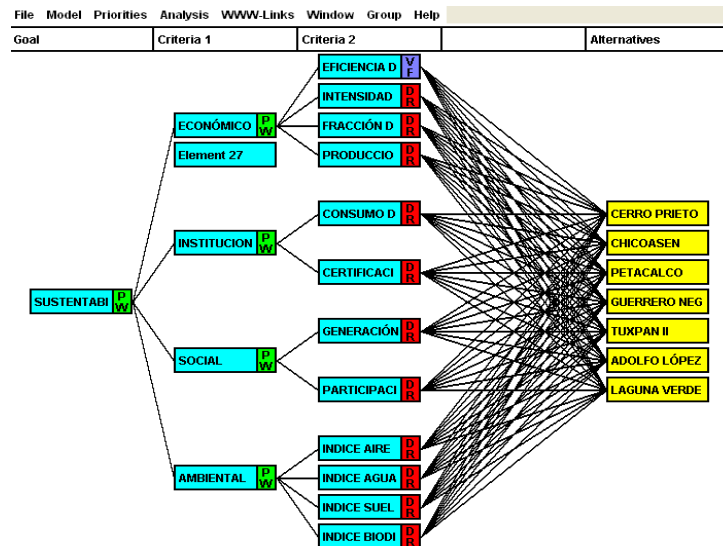 File Model Priorities Analysis WWW-Links Window Group Help
Goal Criteria 1 Criteria 2 Alternatives
EFICIENCIA D VF
INTENSIDAD DR
ECONÓMICO PW FRACCIÓN D DR
Element 27 PRODUCCIO DR
CONSUMO D DR CERRO PRIETO
INSTITUCION PW CHICOASEN
CERTIFICACI DR PETACALCO
SUSTENTABI PW GUERRERO NEG
GENERACIÓN DR TUXPAN II
SOCIAL PW ADOLFO LÓPEZ
PARTICIPACI DR LAGUNA VERDE
INDICE AIRE DR
AMBIENTAL PW INDICE AGUA DR
INDICE SUEL DR
INDICE BIODI DR